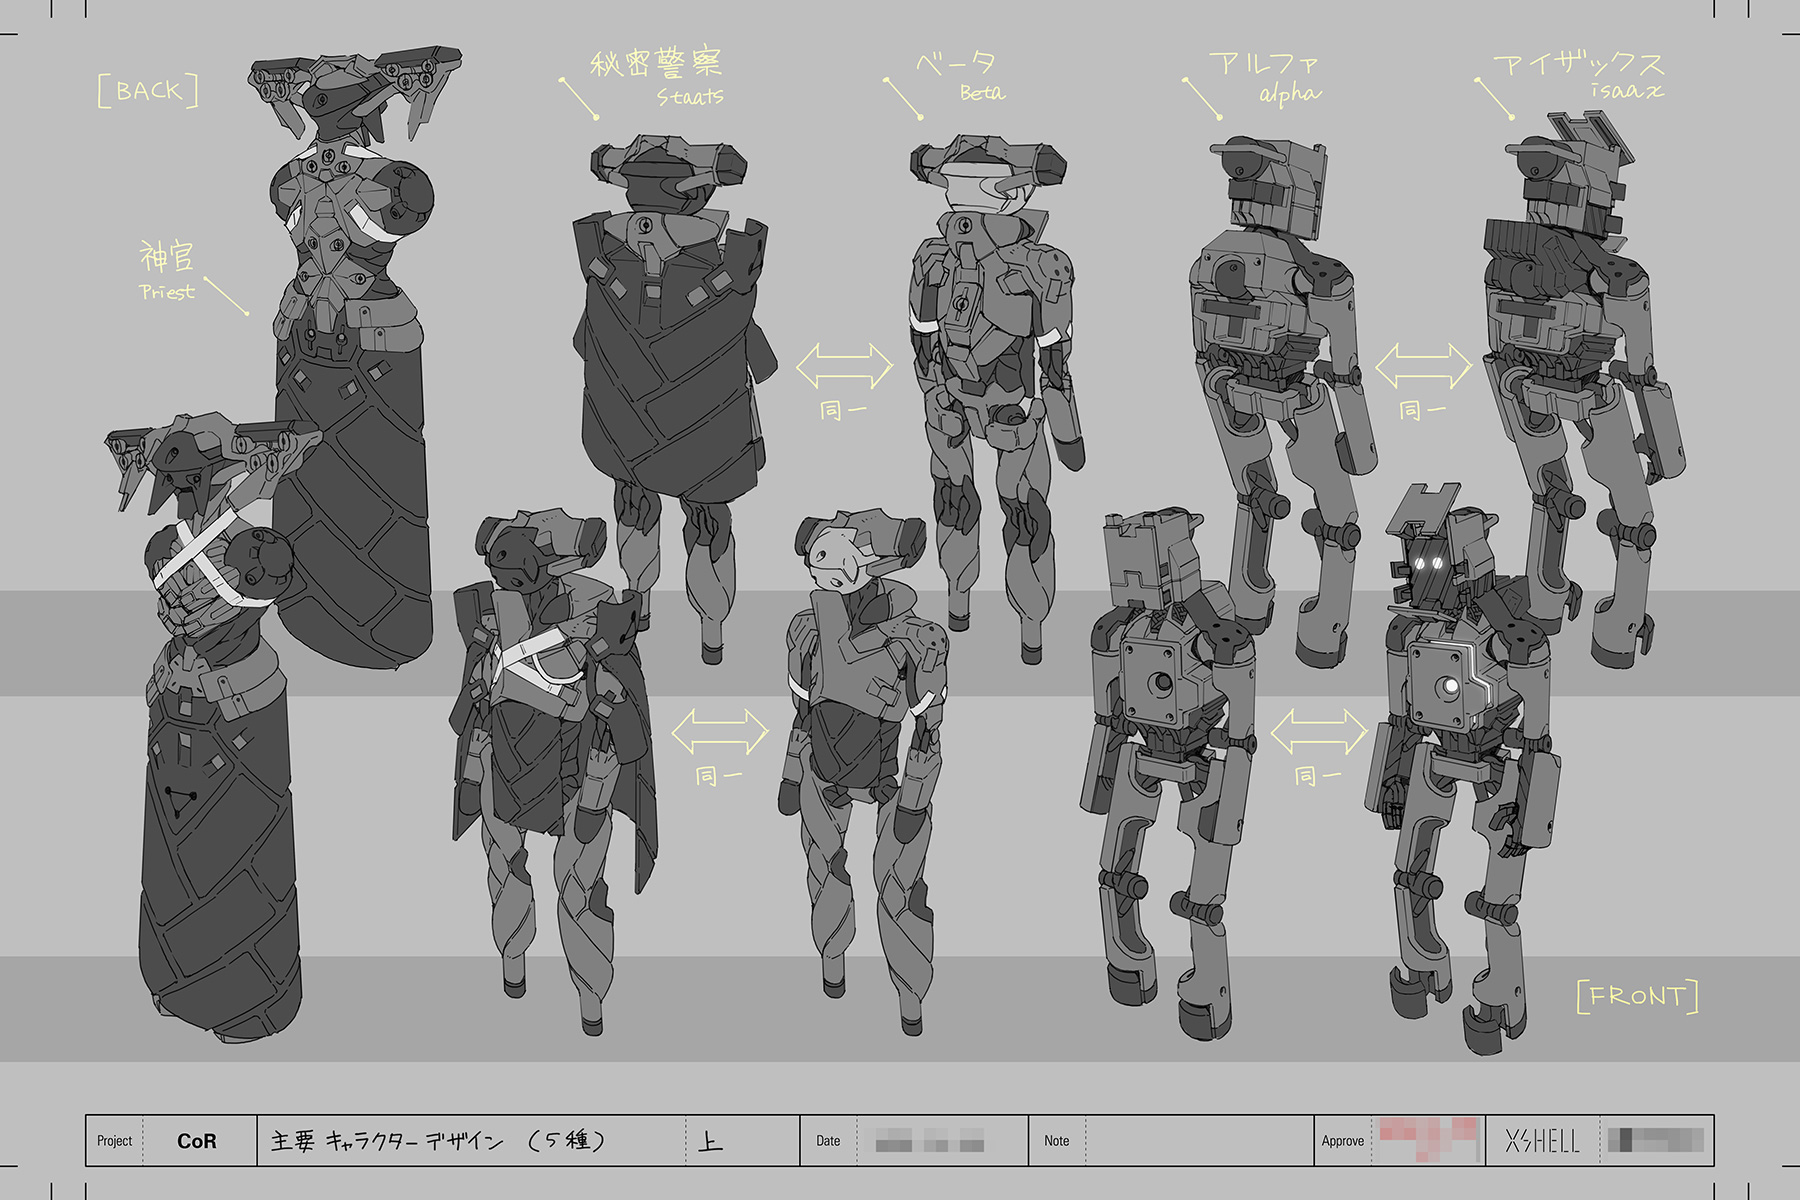 [BACK]
秘密警察
Staats
ベータ
Beta
アルファ
alpha
アイザックス
isaax
神官
Priest
同一
同一
同一
同一
[FRONT]
Project
CoR
主要 キャラクター デザイン （5種）
上
Date
Note
Approve
XSHELL